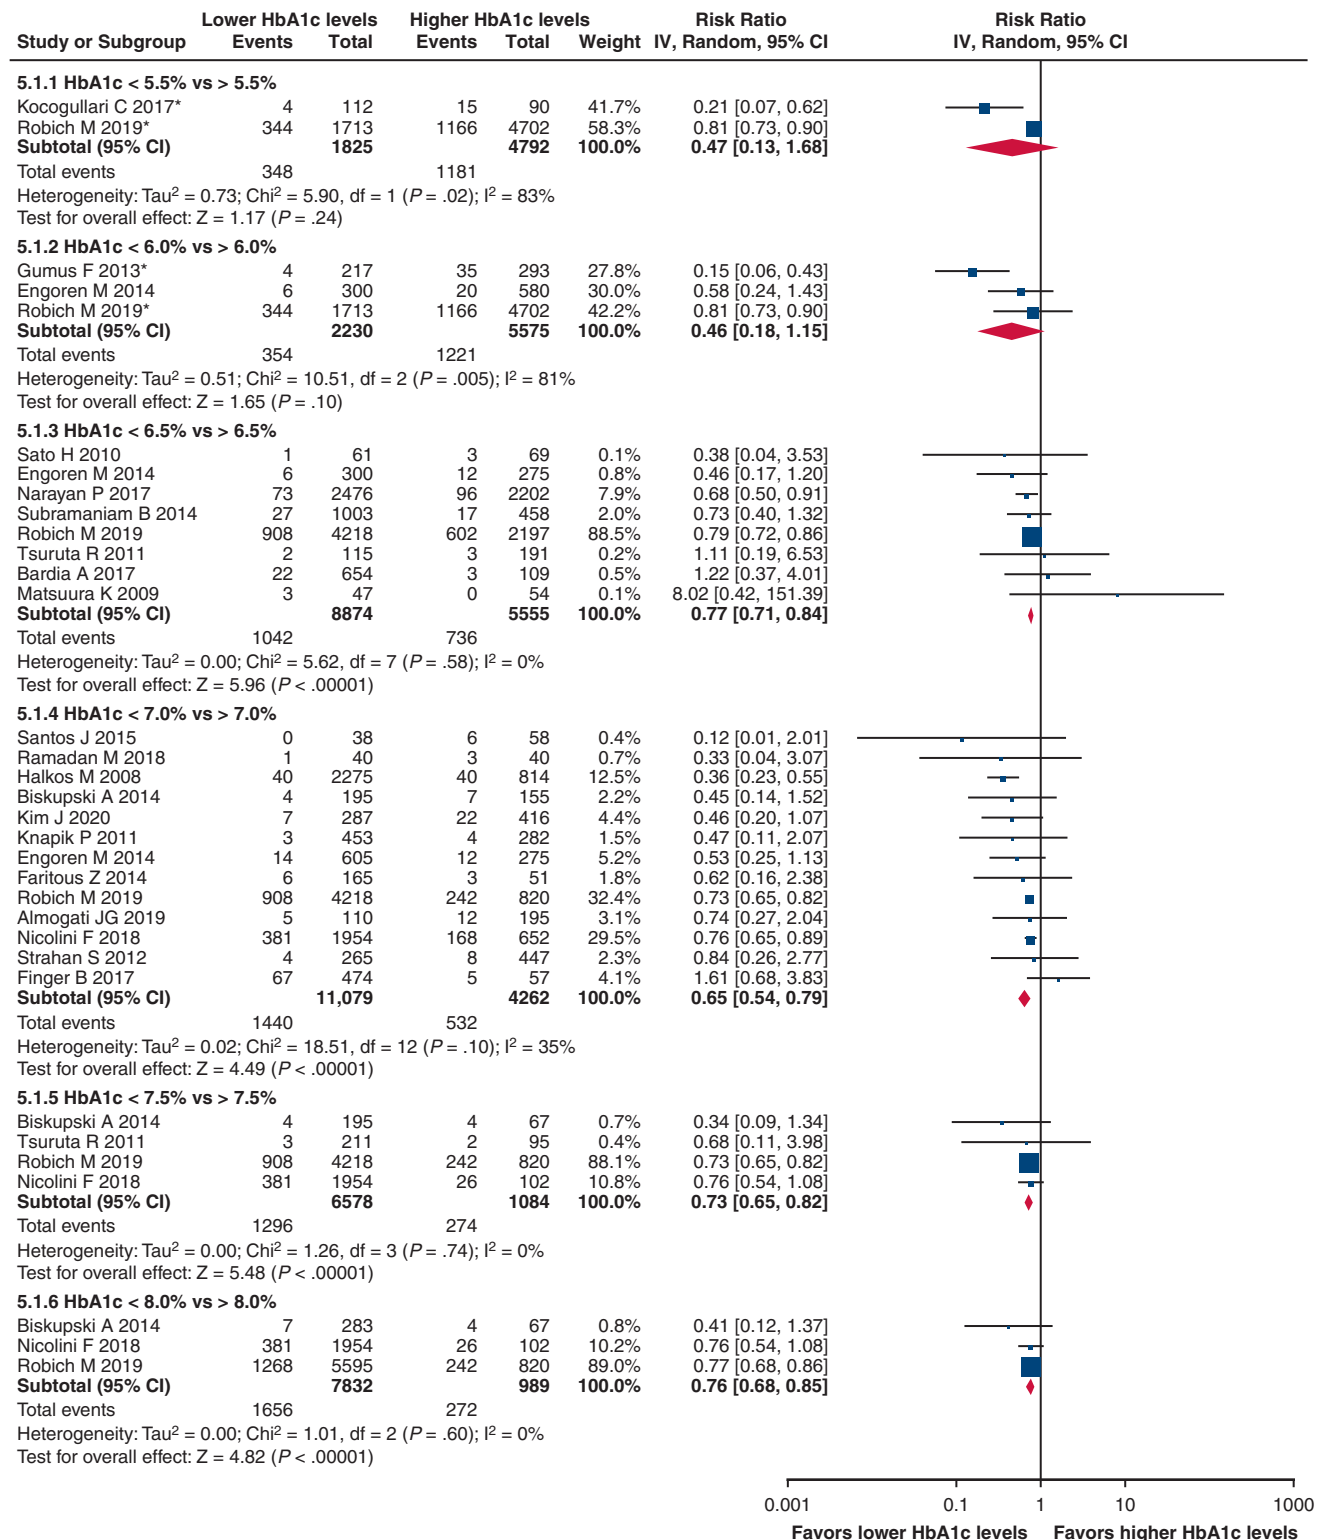 Lower HbA1c levels Higher HbA1c levels Risk Ratio Risk Ratio
Study or Subgroup Events Total Events Total Weight IV, Random, 95% CI IV, Random, 95% CI
5.1.1 HbA1c < 5.5% vs > 5.5%
Kocogullari C 2017* 4 112 15 90 41.7% 0.21 [0.07, 0.62]
Robich M 2019* 344 1713 1166 4702 58.3% 0.81 [0.73, 0.90]
Subtotal (95% CI) 1825 4792 100.0% 0.47 [0.13, 1.68]
Total events 348 1181
Heterogeneity: Tau² = 0.73; Chi² = 5.90, df = 1 (P = .02); I² = 83%
Test for overall effect: Z = 1.17 (P = .24)
5.1.2 HbA1c < 6.0% vs > 6.0%
Gumus F 2013* 4 217 35 293 27.8% 0.15 [0.06, 0.43]
Engoren M 2014 6 300 20 580 30.0% 0.58 [0.24, 1.43]
Robich M 2019* 344 1713 1166 4702 42.2% 0.81 [0.73, 0.90]
Subtotal (95% CI) 2230 5575 100.0% 0.46 [0.18, 1.15]
Total events 354 1221
Heterogeneity: Tau² = 0.51; Chi² = 10.51, df = 2 (P = .005); I² = 81%
Test for overall effect: Z = 1.65 (P = .10)
5.1.3 HbA1c < 6.5% vs > 6.5%
Sato H 2010 1 61 3 69 0.1% 0.38 [0.04, 3.53]
Engoren M 2014 6 300 12 275 0.8% 0.46 [0.17, 1.20]
Narayan P 2017 73 2476 96 2202 7.9% 0.68 [0.50, 0.91]
Subramaniam B 2014 27 1003 17 458 2.0% 0.73 [0.40, 1.32]
Robich M 2019 908 4218 602 2197 88.5% 0.79 [0.72, 0.86]
Tsuruta R 2011 2 115 3 191 0.2% 1.11 [0.19, 6.53]
Bardia A 2017 22 654 3 109 0.5% 1.22 [0.37, 4.01]
Matsuura K 2009 3 47 0 54 0.1% 8.02 [0.42, 151.39]
Subtotal (95% CI) 8874 5555 100.0% 0.77 [0.71, 0.84]
Total events 1042 736
Heterogeneity: Tau² = 0.00; Chi² = 5.62, df = 7 (P = .58); I² = 0%
Test for overall effect: Z = 5.96 (P < .00001)
5.1.4 HbA1c < 7.0% vs > 7.0%
Santos J 2015 0 38 6 58 0.4% 0.12 [0.01, 2.01]
Ramadan M 2018 1 40 3 40 0.7% 0.33 [0.04, 3.07]
Halkos M 2008 40 2275 40 814 12.5% 0.36 [0.23, 0.55]
Biskupski A 2014 4 195 7 155 2.2% 0.45 [0.14, 1.52]
Kim J 2020 7 287 22 416 4.4% 0.46 [0.20, 1.07]
Knapik P 2011 3 453 4 282 1.5% 0.47 [0.11, 2.07]
Engoren M 2014 14 605 12 275 5.2% 0.53 [0.25, 1.13]
Faritous Z 2014 6 165 3 51 1.8% 0.62 [0.16, 2.38]
Robich M 2019 908 4218 242 820 32.4% 0.73 [0.65, 0.82]
Almogati JG 2019 5 110 12 195 3.1% 0.74 [0.27, 2.04]
Nicolini F 2018 381 1954 168 652 29.5% 0.76 [0.65, 0.89]
Strahan S 2012 4 265 8 447 2.3% 0.84 [0.26, 2.77]
Finger B 2017 67 474 5 57 4.1% 1.61 [0.68, 3.83]
Subtotal (95% CI) 11,079 4262 100.0% 0.65 [0.54, 0.79]
Total events 1440 532
Heterogeneity: Tau² = 0.02; Chi² = 18.51, df = 12 (P = .10); I² = 35%
Test for overall effect: Z = 4.49 (P < .00001)
5.1.5 HbA1c < 7.5% vs > 7.5%
Biskupski A 2014 4 195 4 67 0.7% 0.34 [0.09, 1.34]
Tsuruta R 2011 3 211 2 95 0.4% 0.68 [0.11, 3.98]
Robich M 2019 908 4218 242 820 88.1% 0.73 [0.65, 0.82]
Nicolini F 2018 381 1954 26 102 10.8% 0.76 [0.54, 1.08]
Subtotal (95% CI) 6578 1084 100.0% 0.73 [0.65, 0.82]
Total events 1296 274
Heterogeneity: Tau² = 0.00; Chi² = 1.26, df = 3 (P = .74); I² = 0%
Test for overall effect: Z = 5.48 (P < .00001)
5.1.6 HbA1c < 8.0% vs > 8.0%
Biskupski A 2014 7 283 4 67 0.8% 0.41 [0.12, 1.37]
Nicolini F 2018 381 1954 26 102 10.2% 0.76 [0.54, 1.08]
Robich M 2019 1268 5595 242 820 89.0% 0.77 [0.68, 0.86]
Subtotal (95% CI) 7832 989 100.0% 0.76 [0.68, 0.85]
Total events 1656 272
Heterogeneity: Tau² = 0.00; Chi² = 1.01, df = 2 (P = .60); I² = 0%
Test for overall effect: Z = 4.82 (P < .00001)
0.001 0.1 1 10 1000
Favors lower HbA1c levels Favors higher HbA1c levels